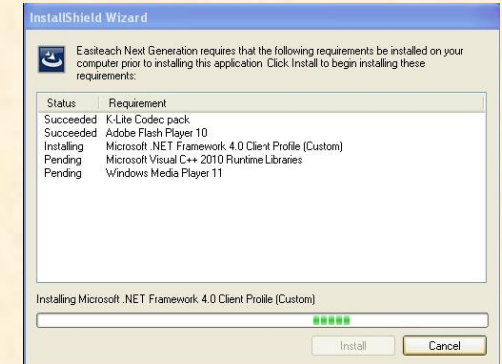 InstallShield Wizard
Easiteach Next Generation requires that the following requirements be installed on your
computer prior to installing this application. Click Install to begin installing these
requirements:
Status Requirement
Succeeded K-Lite Codec pack
Succeeded Adobe Flash Player 10
Installing Microsoft .NET Framework 4.0 Client Profile (Custom)
Pending Microsoft Visual C++ 2010 Runtime Libraries
Pending Windows Media Player 11
Installing Microsoft .NET Framework 4.0 Client Profile (Custom)
Install Cancel